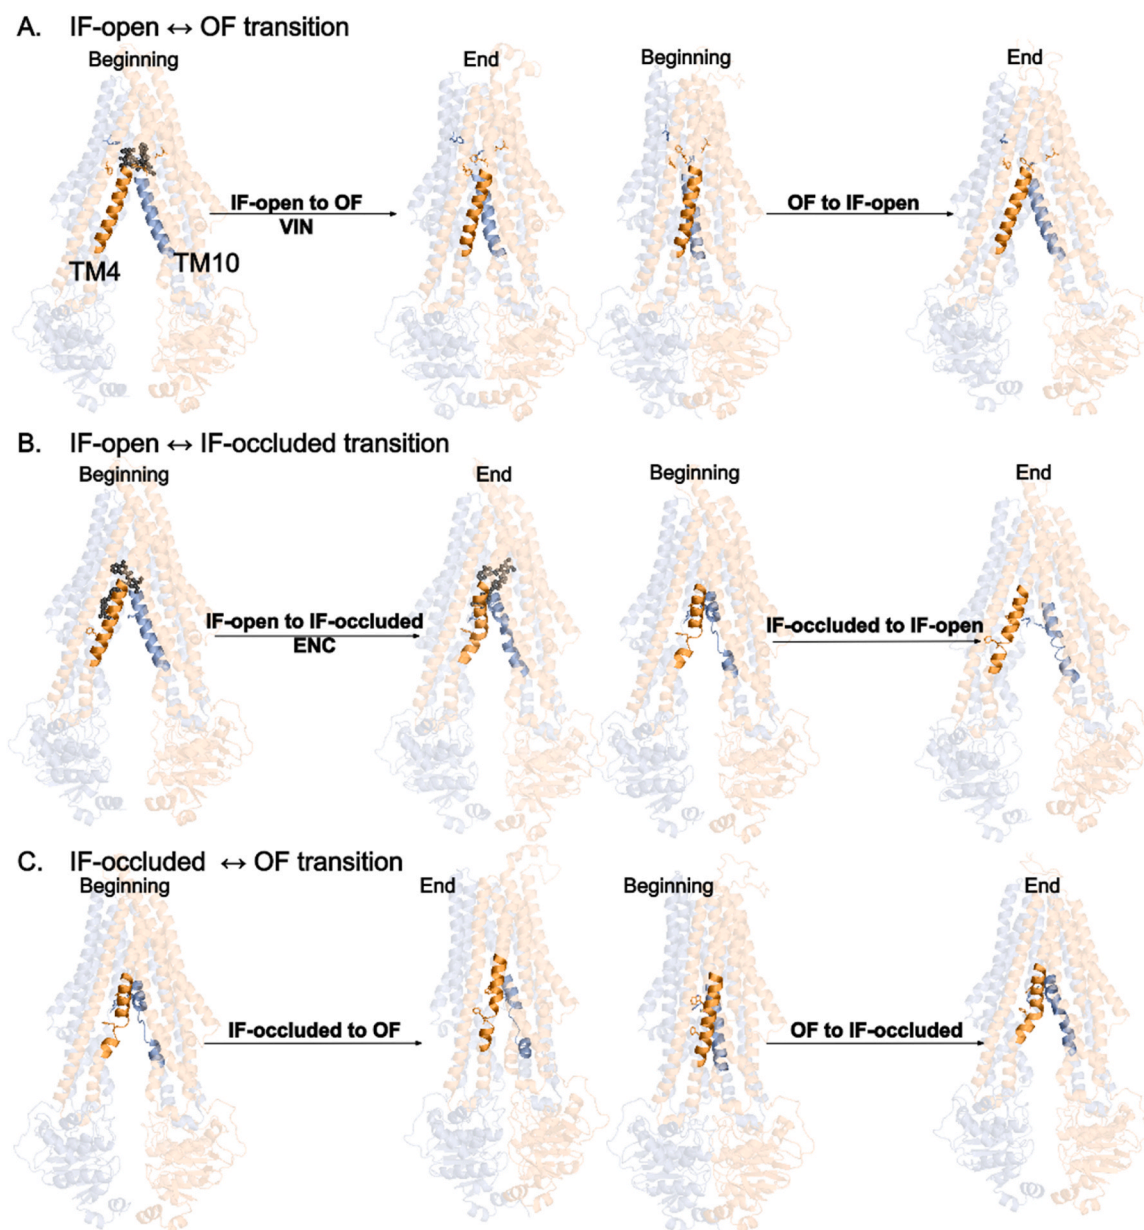 A. IF-open ↔ OF transition
Beginning
End
Beginning
End
IF-open to OF
VIN
OF to IF-open
TM4
TM10
B. IF-open ↔ IF-occluded transition
Beginning
End
Beginning
End
IF-open to IF-occluded
ENC
IF-occluded to IF-open
C. IF-occluded ↔ OF transition
Beginning
End
Beginning
End
IF-occluded to OF
OF to IF-occluded